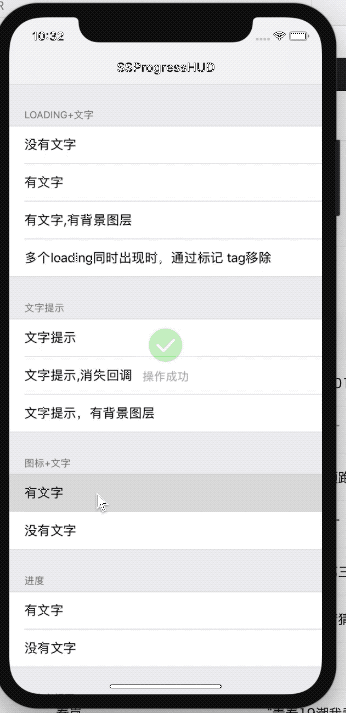 10:32
SSProgressHUD
LOADING+文字
没有文字
有文字
有文字,有背景图层
多个loading同时出现时，通过标记 tag移除
文字提示
文字提示
文字提示,消失回调
操作成功
文字提示，有背景图层
图标+文字
有文字
没有文字
进度
有文字
没有文字